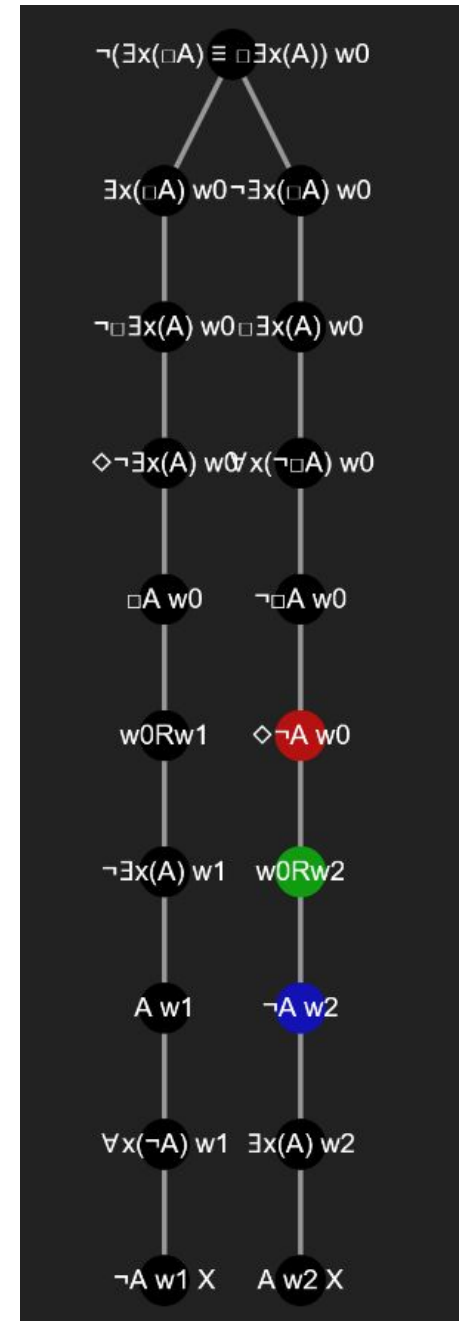 ¬(∃x(□A) ≡ □∃x(A)) w0
∃x(□A) w0 ¬∃x(□A) w0
¬□∃x(A) w0 □∃x(A) w0
◇¬∃x(A) w0 ∀x(¬□A) w0
□A w0 ¬□A w0
w0Rw1 ◇¬A w0
¬∃x(A) w1 w0Rw2
A w1 ¬A w2
∀x(¬A) w1 ∃x(A) w2
¬A w1 X A w2 X